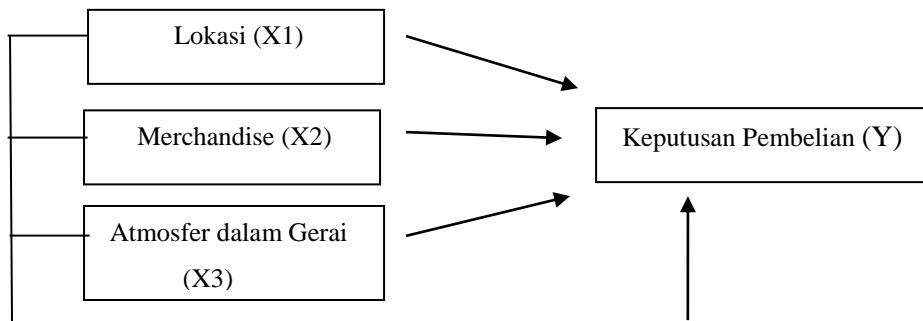 Lokasi (X1)
Merchandise (X2)
Keputusan Pembelian (Y)
Atmosfer dalam Gerai
(X3)